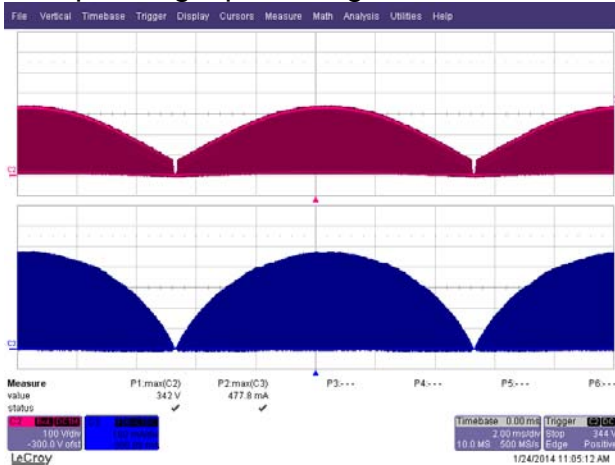 File Vertical Timebase Trigger Display Cursors Measure Math Analysis Utilities Help
C2
C3
Measure P1:max(C2) P2:max(C3) P3:--- P4:--- P5:--- P6:---
value 342 V 477.8 mA
status ✓ ✓
C2 Timebase 0.00 ms Trigger C2 DC
100 V/div 2.00 ms/div Stop 344 V
-300.0 V ofst 10.0 MS 500 MS/s Edge Positive
LeCroy 1/24/2014 11:05:12 AM